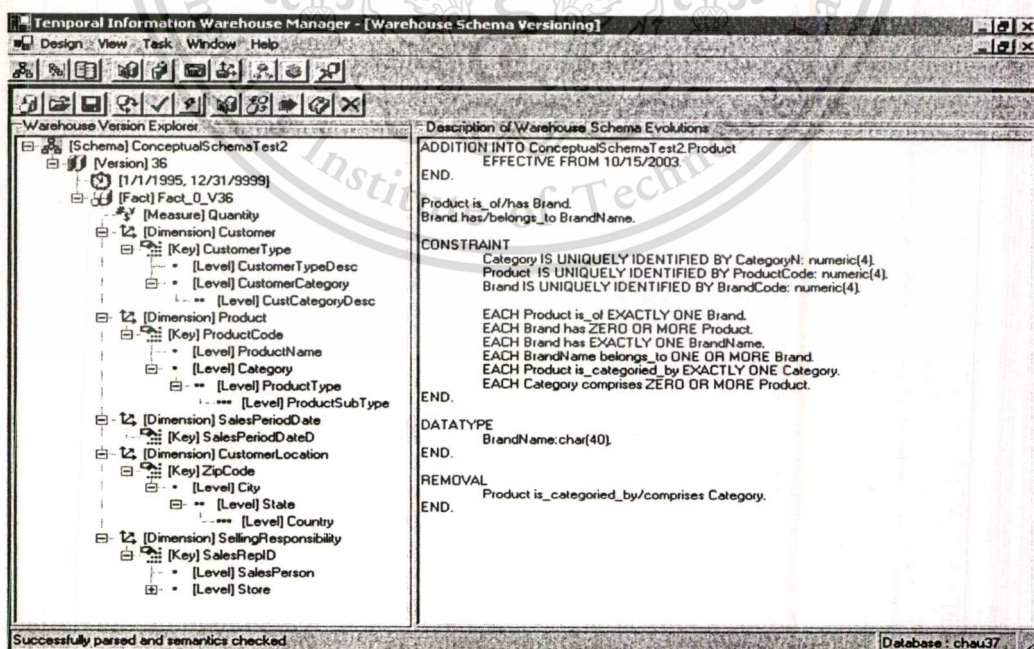 Temporal Information Warehouse Manager - [Warehouse Schema Versioning]
Design View Task Window Help
Warehouse Version Explorer
[Schema] ConceptualSchemaTest2
[Version] 36
[1/1/1995, 12/31/9999]
[Fact] Fact_0_V36
[Measure] Quantity
[Dimension] Customer
[Key] CustomerType
[Level] CustomerTypeDesc
[Level] CustomerCategory
[Level] CustCategoryDesc
[Dimension] Product
[Key] ProductCode
[Level] ProductName
[Level] Category
[Level] ProductType
[Level] ProductSubType
[Dimension] SalesPeriodDate
[Key] SalesPeriodDateD
[Dimension] CustomerLocation
[Key] ZipCode
[Level] City
[Level] State
[Level] Country
[Dimension] SellingResponsibility
[Key] SalesRepID
[Level] SalesPerson
[Level] Store
Description of Warehouse Schema Evolutions
ADDITION INTO ConceptualSchemaTest2.Product
EFFECTIVE FROM 10/15/2003.
END.
Product is_of/has Brand.
Brand has/belongs_to BrandName.
CONSTRAINT
Category IS UNIQUELY IDENTIFIED BY CategoryN: numeric(4).
Product IS UNIQUELY IDENTIFIED BY ProductCode: numeric(4).
Brand IS UNIQUELY IDENTIFIED BY BrandCode: numeric(4).
EACH Product is_of EXACTLY ONE Brand.
EACH Brand has ZERO OR MORE Product.
EACH Brand has EXACTLY ONE BrandName.
EACH BrandName belongs_to ONE OR MORE Brand.
EACH Product is_categoried_by EXACTLY ONE Category.
EACH Category comprises ZERO OR MORE Product.
END.
DATATYPE
BrandName:char(40).
END.
REMOVAL
Product is_categoried_by/comprises Category.
END.
Successfully parsed and semantics checked
Database : chau37